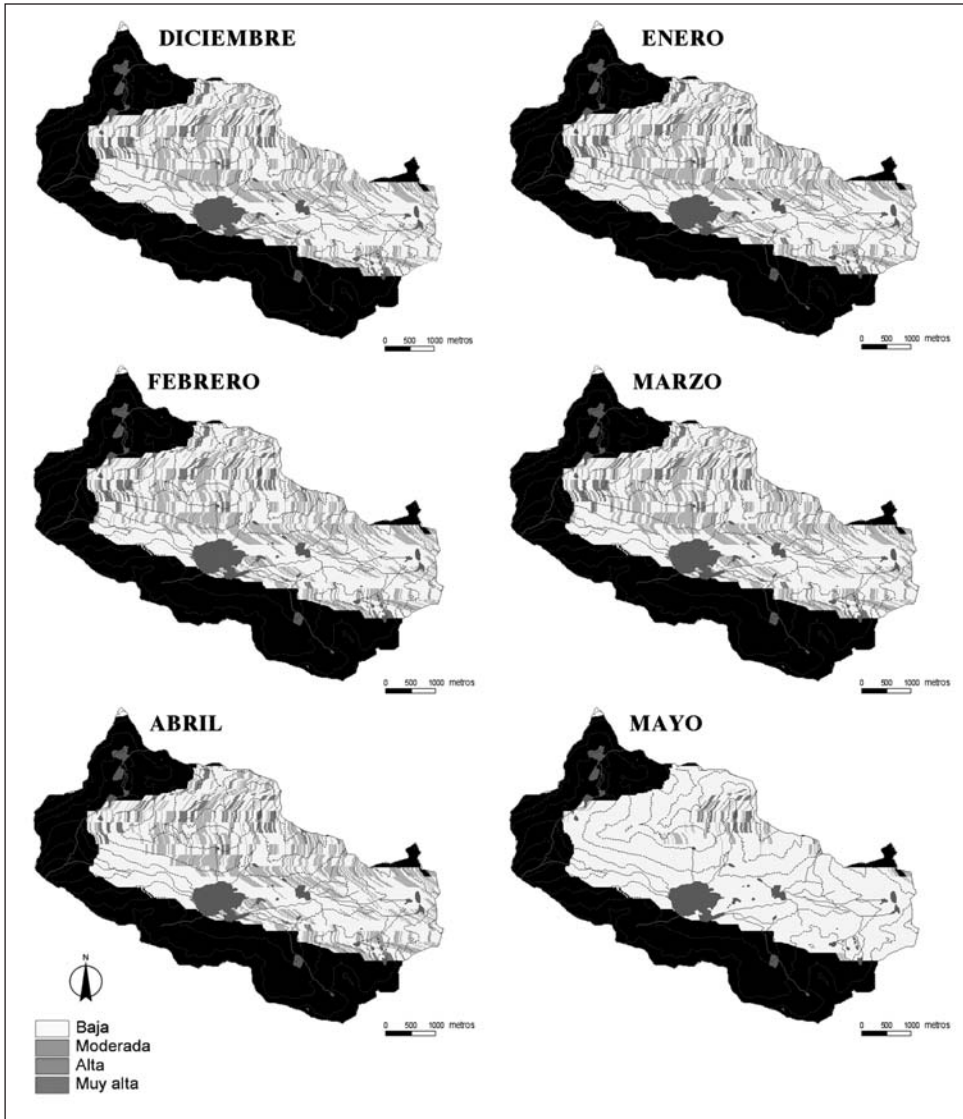 DICIEMBRE
ENERO
0 500 1000 metros
0 500 1000 metros
FEBRERO
MARZO
0 500 1000 metros
0 500 1000 metros
ABRIL
MAYO
0 500 1000 metros
0 500 1000 metros
N
Baja
Moderada
Alta
Muy alta